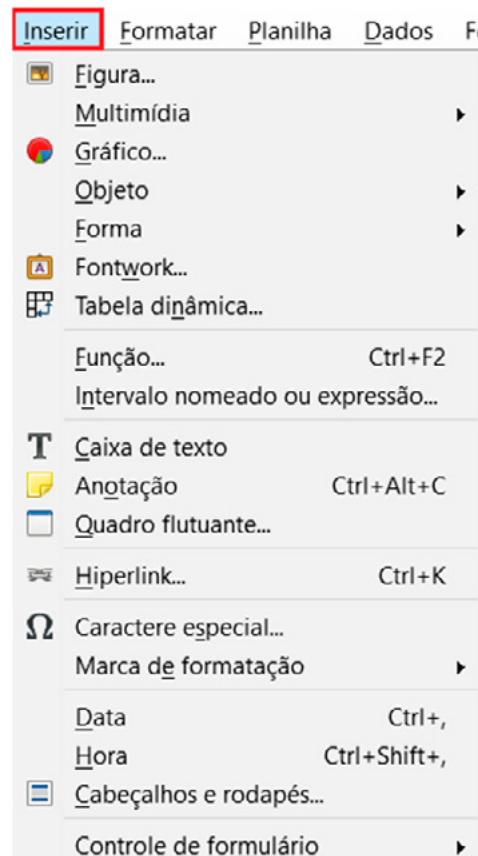 Inserir Formatar Planilha Dados
Figura...
Multimídia
Gráfico...
Objeto
Forma
Fontwork...
Tabela dinâmica...
Função... Ctrl+F2
Intervalo nomeado ou expressão...
T Caixa de texto
Anotação Ctrl+Alt+C
Quadro flutuante...
Hiperlink... Ctrl+K
Ω Caractere especial...
Marca de formatação
Data Ctrl+,
Hora Ctrl+Shift+,
Cabeçalhos e rodapés...
Controle de formulário